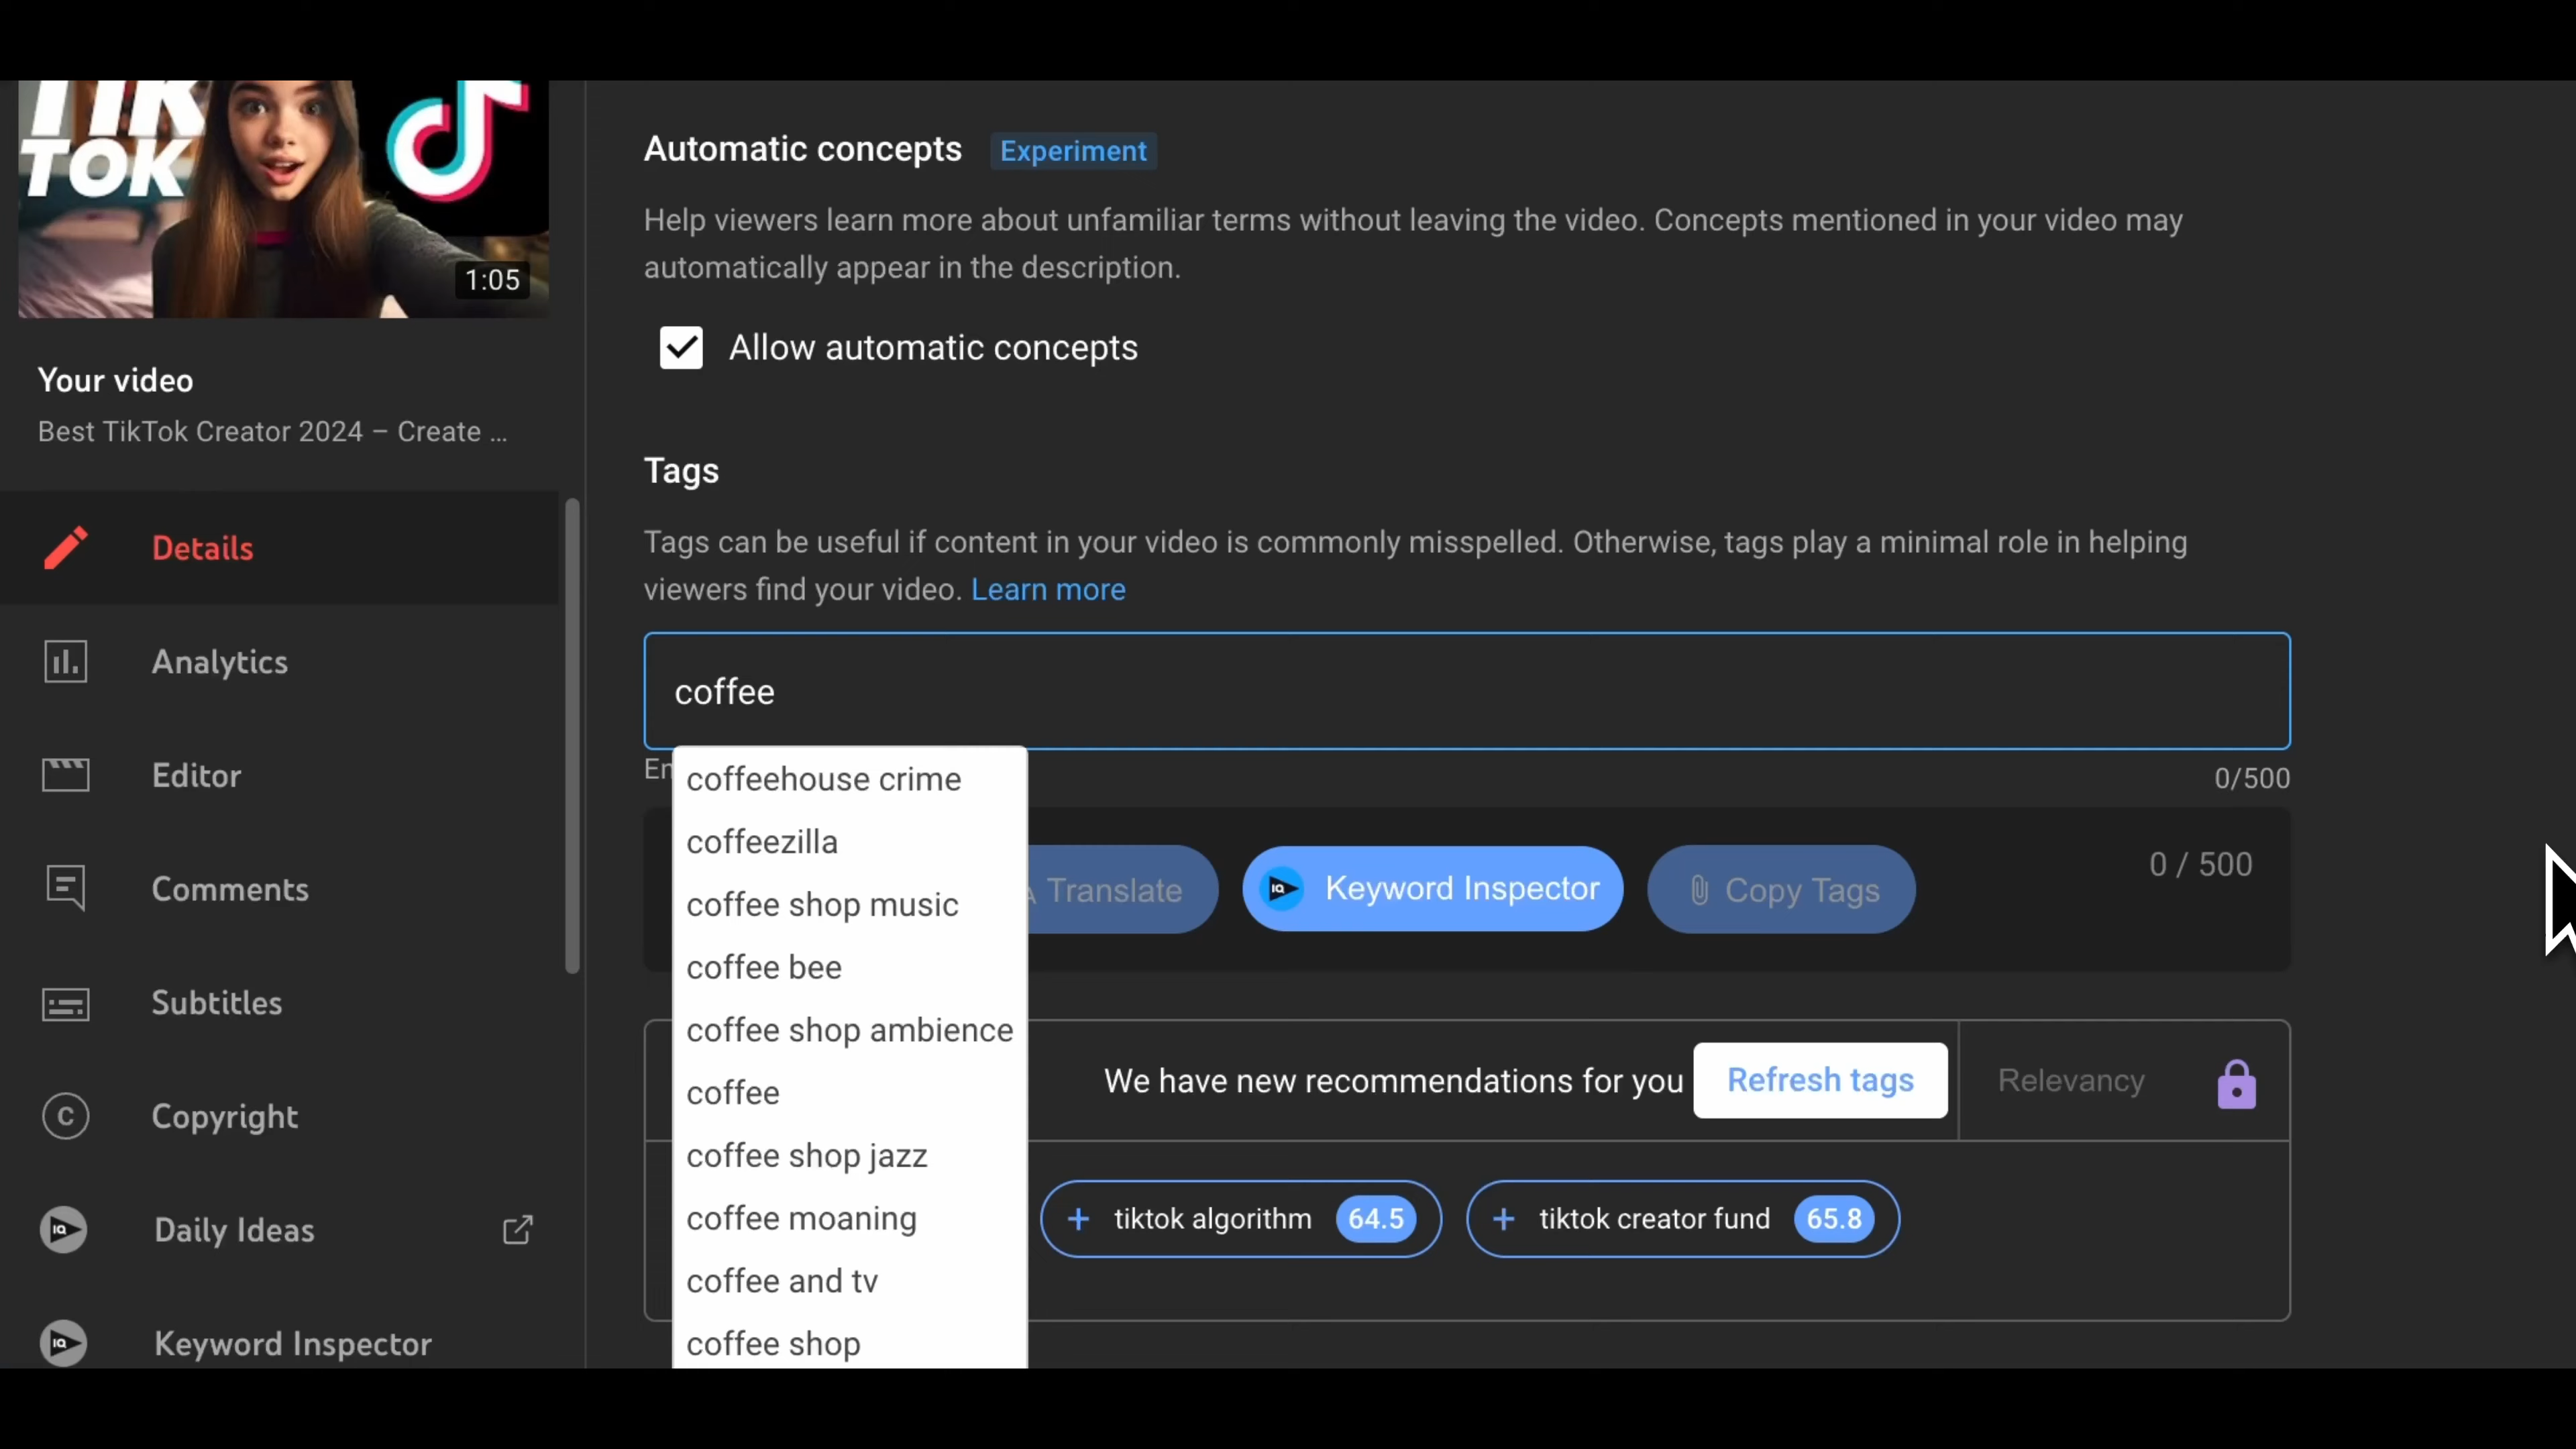 TIK
TOK
1:05
Your video
Best TikTok Creator 2024 – Create ...
Details
Analytics
Editor
Comments
Subtitles
Copyright
Daily Ideas
Keyword Inspector
Automatic concepts Experiment
Help viewers learn more about unfamiliar terms without leaving the video. Concepts mentioned in your video may
automatically appear in the description.
Allow automatic concepts
Tags
Tags can be useful if content in your video is commonly misspelled. Otherwise, tags play a minimal role in helping
viewers find your video. Learn more
coffee
0/500
coffeehouse crime
coffeezilla
coffee shop music
coffee bee
coffee shop ambience
coffee
coffee shop jazz
coffee moaning
coffee and tv
coffee shop
Translate
IQ Keyword Inspector
Copy Tags
0 / 500
We have new recommendations for you Refresh tags
Relevancy
+ tiktok algorithm 64.5
+ tiktok creator fund 65.8